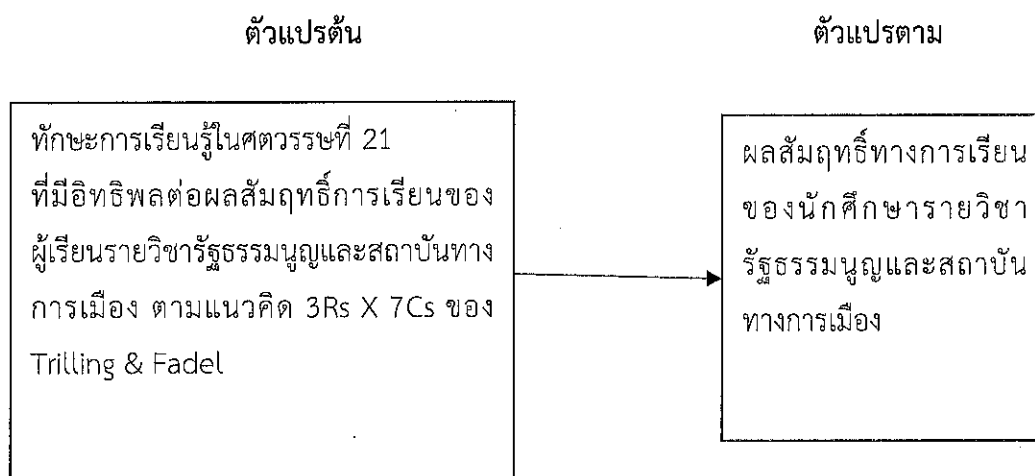 ตัวแปรต้น
ตัวแปรตาม
ทักษะการเรียนรู้ในศตวรรษที่ 21
ที่มีอิทธิพลต่อผลสัมฤทธิ์การเรียนของ
ผู้เรียนรายวิชารัฐธรรมนูญและสถาบันทาง
การเมือง ตามแนวคิด 3Rs X 7Cs ของ
Trilling & Fadel
ผลสัมฤทธิ์ทางการเรียน
ของนักศึกษารายวิชา
รัฐธรรมนูญและสถาบัน
ทางการเมือง